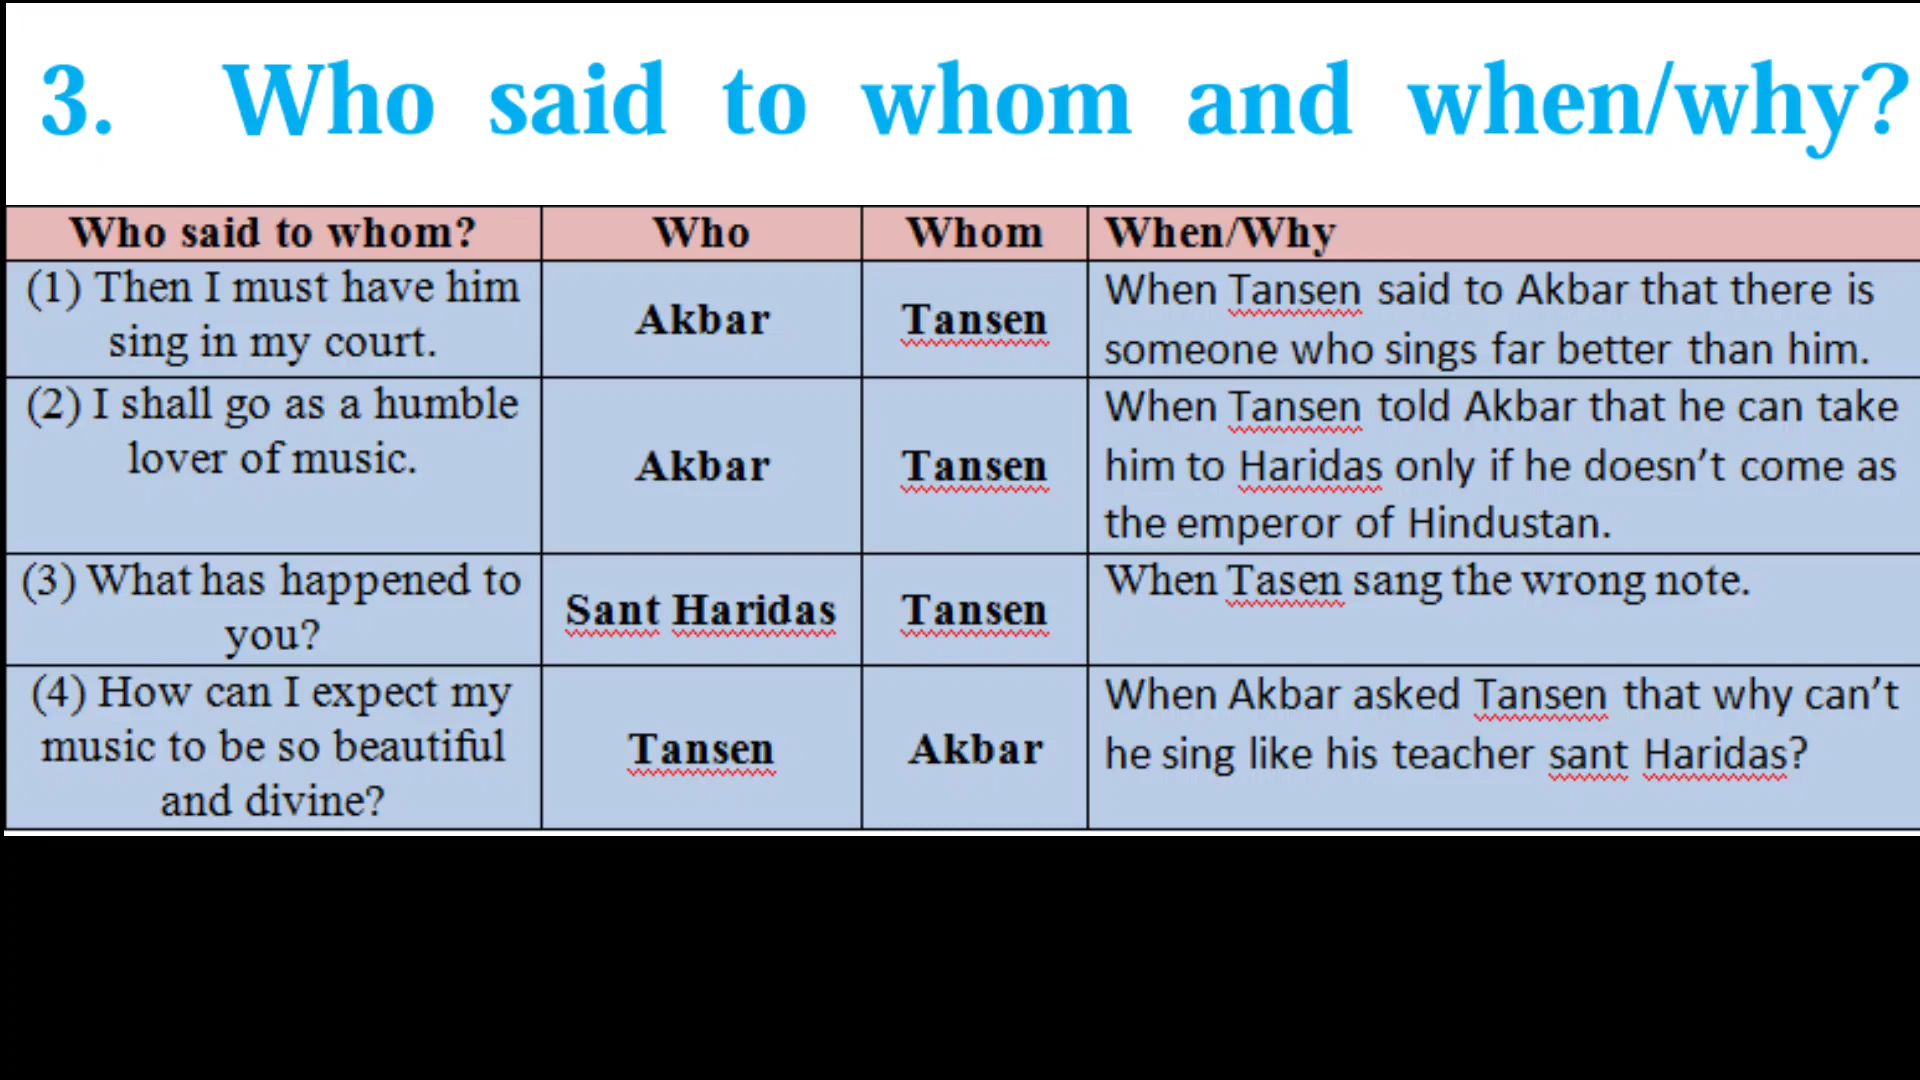 3. Who said to whom and when/why?
Who said to whom?
Who
Whom
When/Why
(1) Then I must have him
sing in my court.
Akbar
Tansen
When Tansen said to Akbar that there is
someone who sings far better than him.
(2) I shall go as a humble
lover of music.
Akbar
Tansen
When Tansen told Akbar that he can take
him to Haridas only if he doesn’t come as
the emperor of Hindustan.
(3) What has happened to
you?
Sant Haridas
Tansen
When Tasen sang the wrong note.
(4) How can I expect my
music to be so beautiful
and divine?
Tansen
Akbar
When Akbar asked Tansen that why can’t
he sing like his teacher sant Haridas?